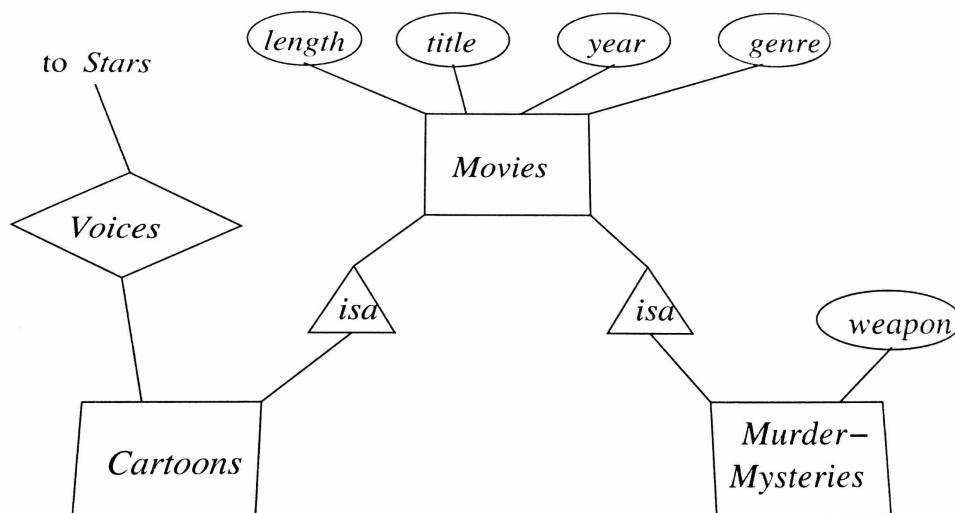 length
title
year
genre
to Stars
Movies
Voices
isa
isa
weapon
Cartoons
Murder–
Mysteries